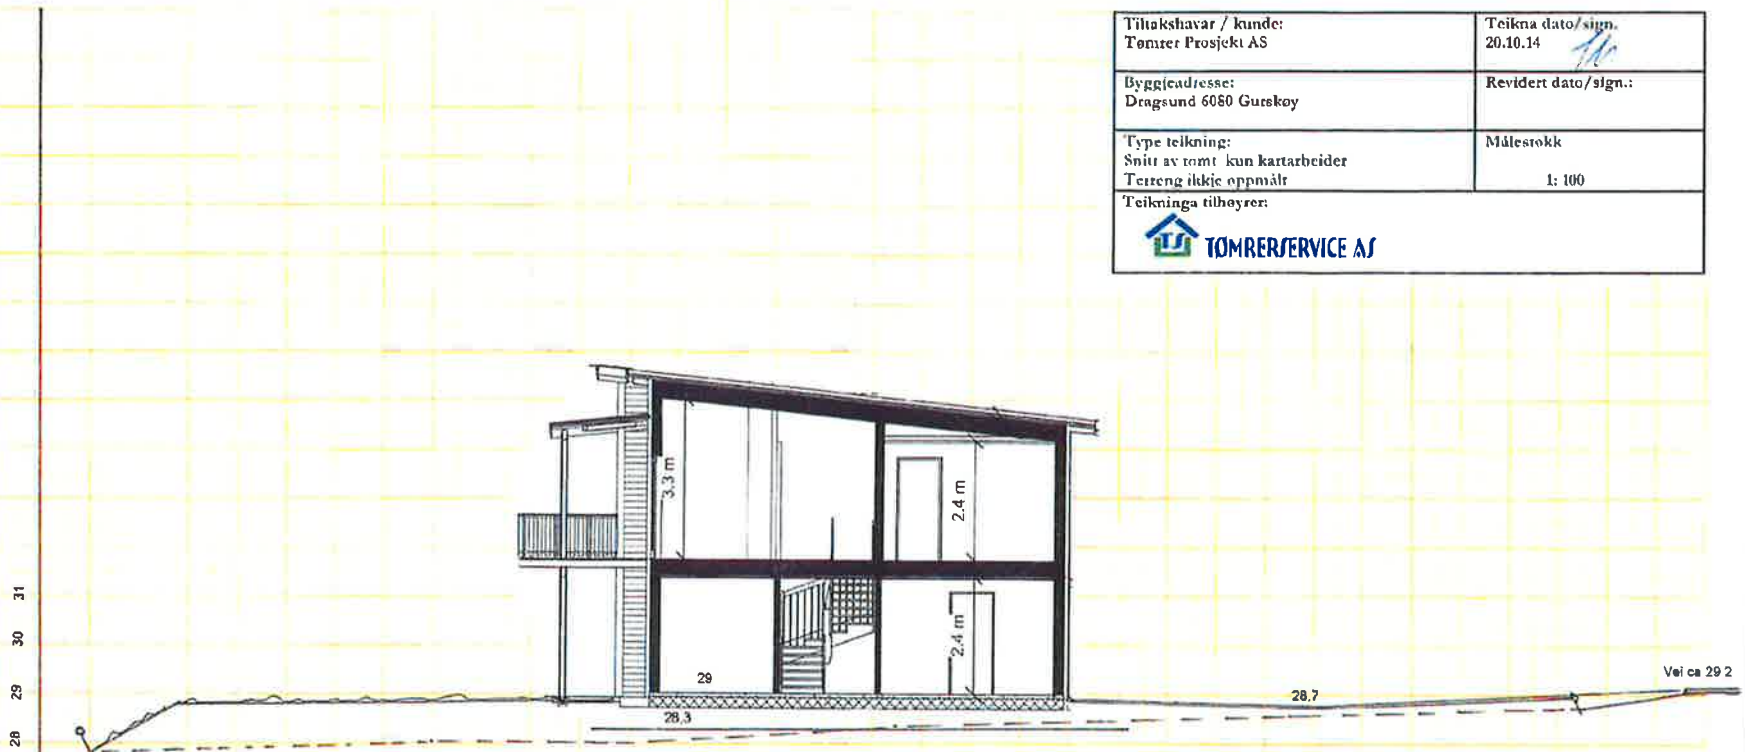 Tiltakshavar / kunde:
Tømrer Prosjekt AS
Teikna dato/sign.
20.10.14
Byggjeadresse:
Dragsund 6080 Gurskøy
Revidert dato/sign.:
Type teikning:
Snitt av tomt kun kartarbeider
Terreng ikkje oppmålt
Målestokk
1: 100
Teikninga tilhøyrer:
TS TØMRERSERVICE AS
3.3 m
2.4 m
2.4 m
31
30
29
28
29
28,3
28,7
Vei ca 29 2